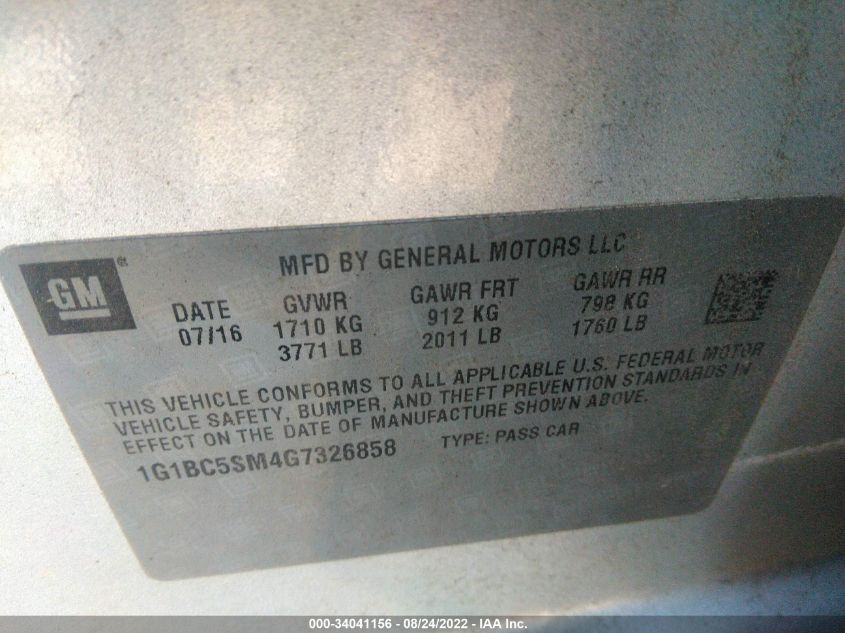 GM®
MFD BY GENERAL MOTORS LLC
DATE GVWR GAWR FRT GAWR RR
07/16 1710 KG 912 KG 798 KG
3771 LB 2011 LB 1760 LB
THIS VEHICLE CONFORMS TO ALL APPLICABLE U.S. FEDERAL MOTOR
VEHICLE SAFETY, BUMPER, AND THEFT PREVENTION STANDARDS IN
EFFECT ON THE DATE OF MANUFACTURE SHOWN ABOVE.
1G1BC5SM4G7326858 TYPE: PASS CAR
000-34041156 - 08/24/2022 - IAA Inc.